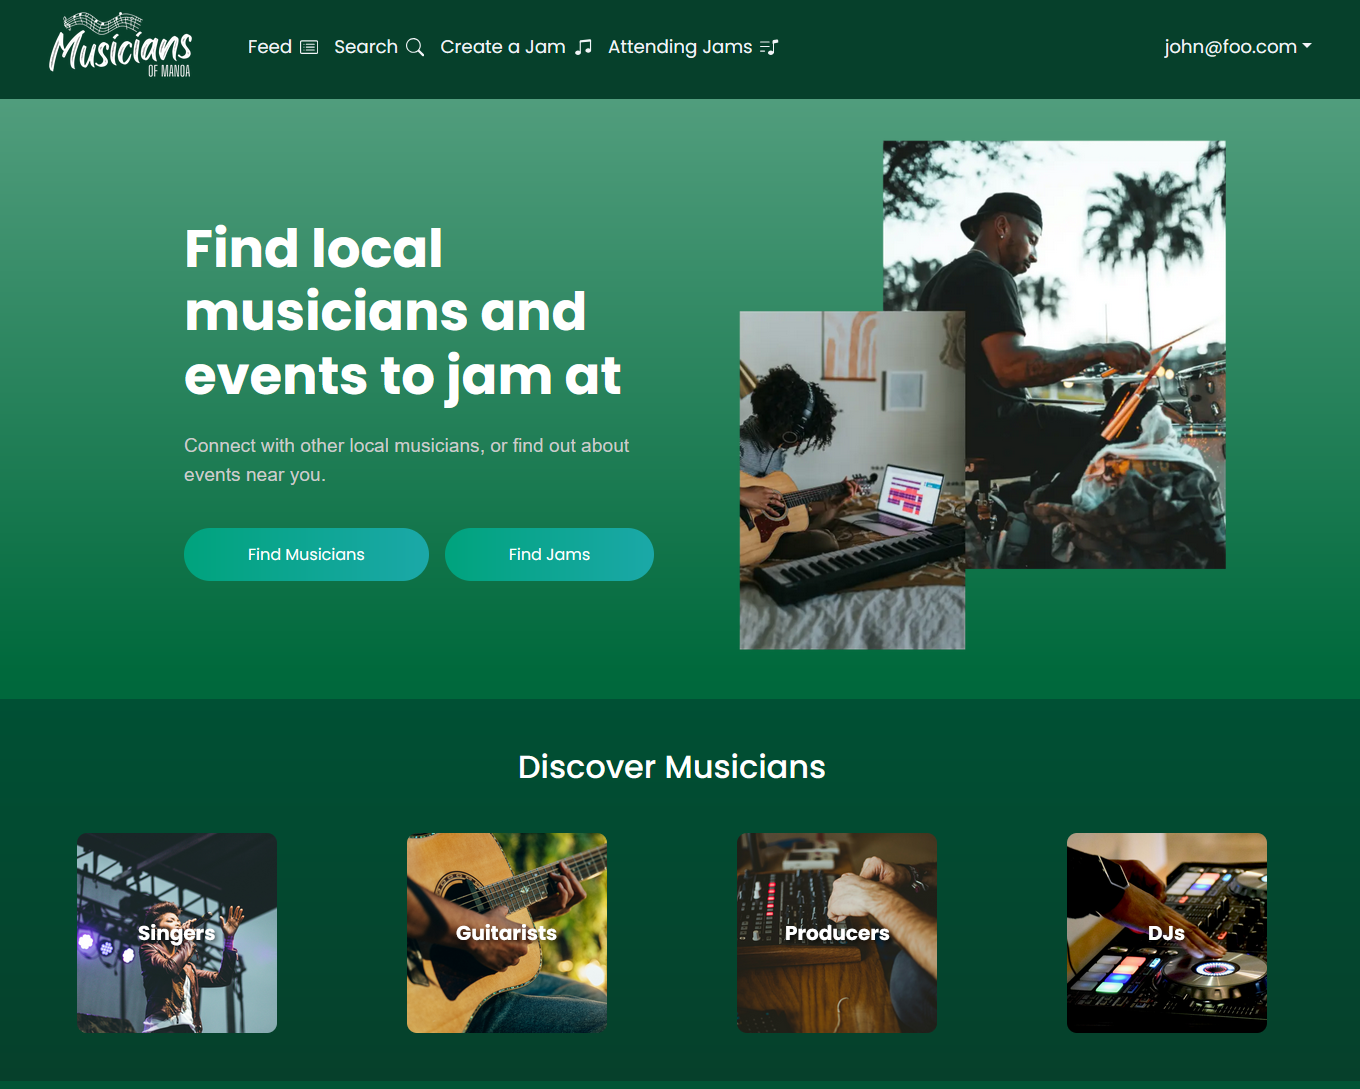 Musicians
OF MANOA
Feed Search Create a Jam Attending Jams john@foo.com
Find local
musicians and
events to jam at
Connect with other local musicians, or find out about
events near you.
Find Musicians Find Jams
Discover Musicians
Singers Guitarists Producers DJs